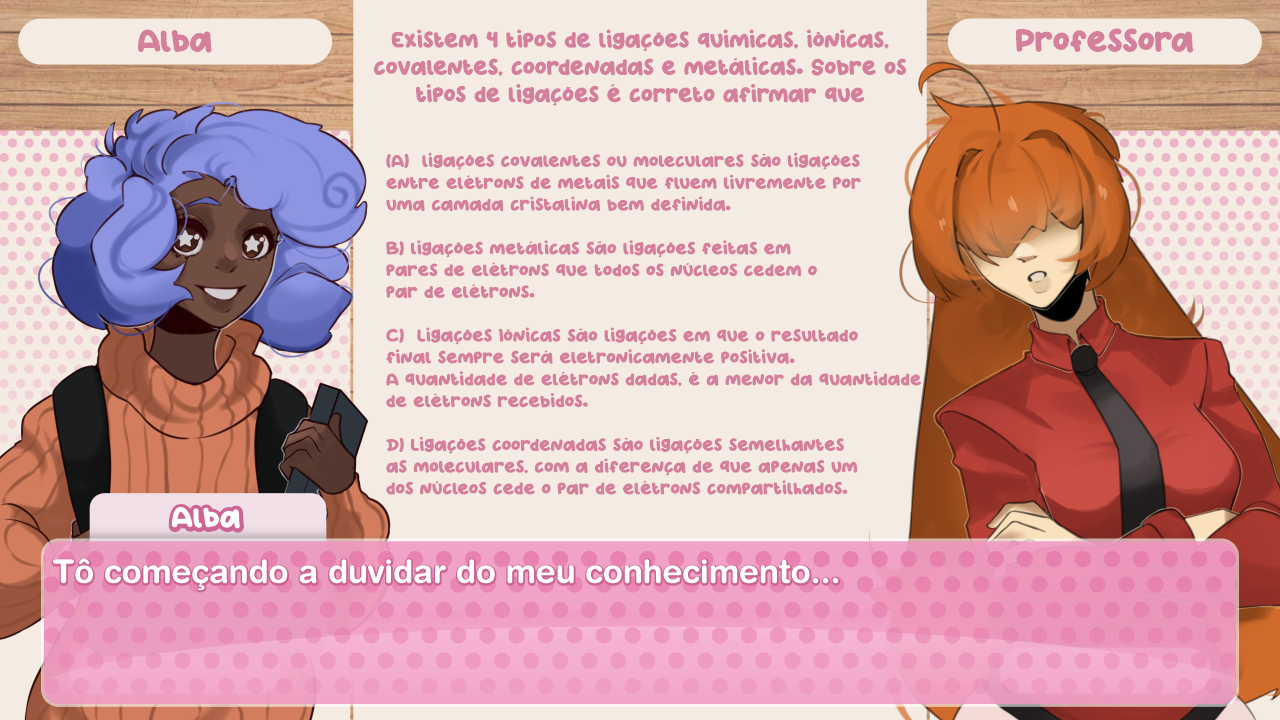 Alba
Professora
Existem 4 tipos de ligações químicas, iônicas,
covalentes, coordenadas e metálicas. Sobre os
tipos de ligações é correto afirmar que
(A) ligações covalentes ou moleculares são ligações
entre elétrons de metais que fluem livremente por
uma camada cristalina bem definida.
B) ligações metálicas são ligações feitas em
pares de elétrons que todos os núcleos cedem o
par de elétrons.
C) Ligações Iônicas são ligações em que o resultado
final sempre será eletronicamente positiva.
A quantidade de elétrons dadas, é a menor da quantidade
de elétrons recebidos.
D) Ligações coordenadas são ligações semelhantes
as moleculares, com a diferença de que apenas um
dos núcleos cede o par de elétrons compartilhados.
Alba
Tô começando a duvidar do meu conhecimento...